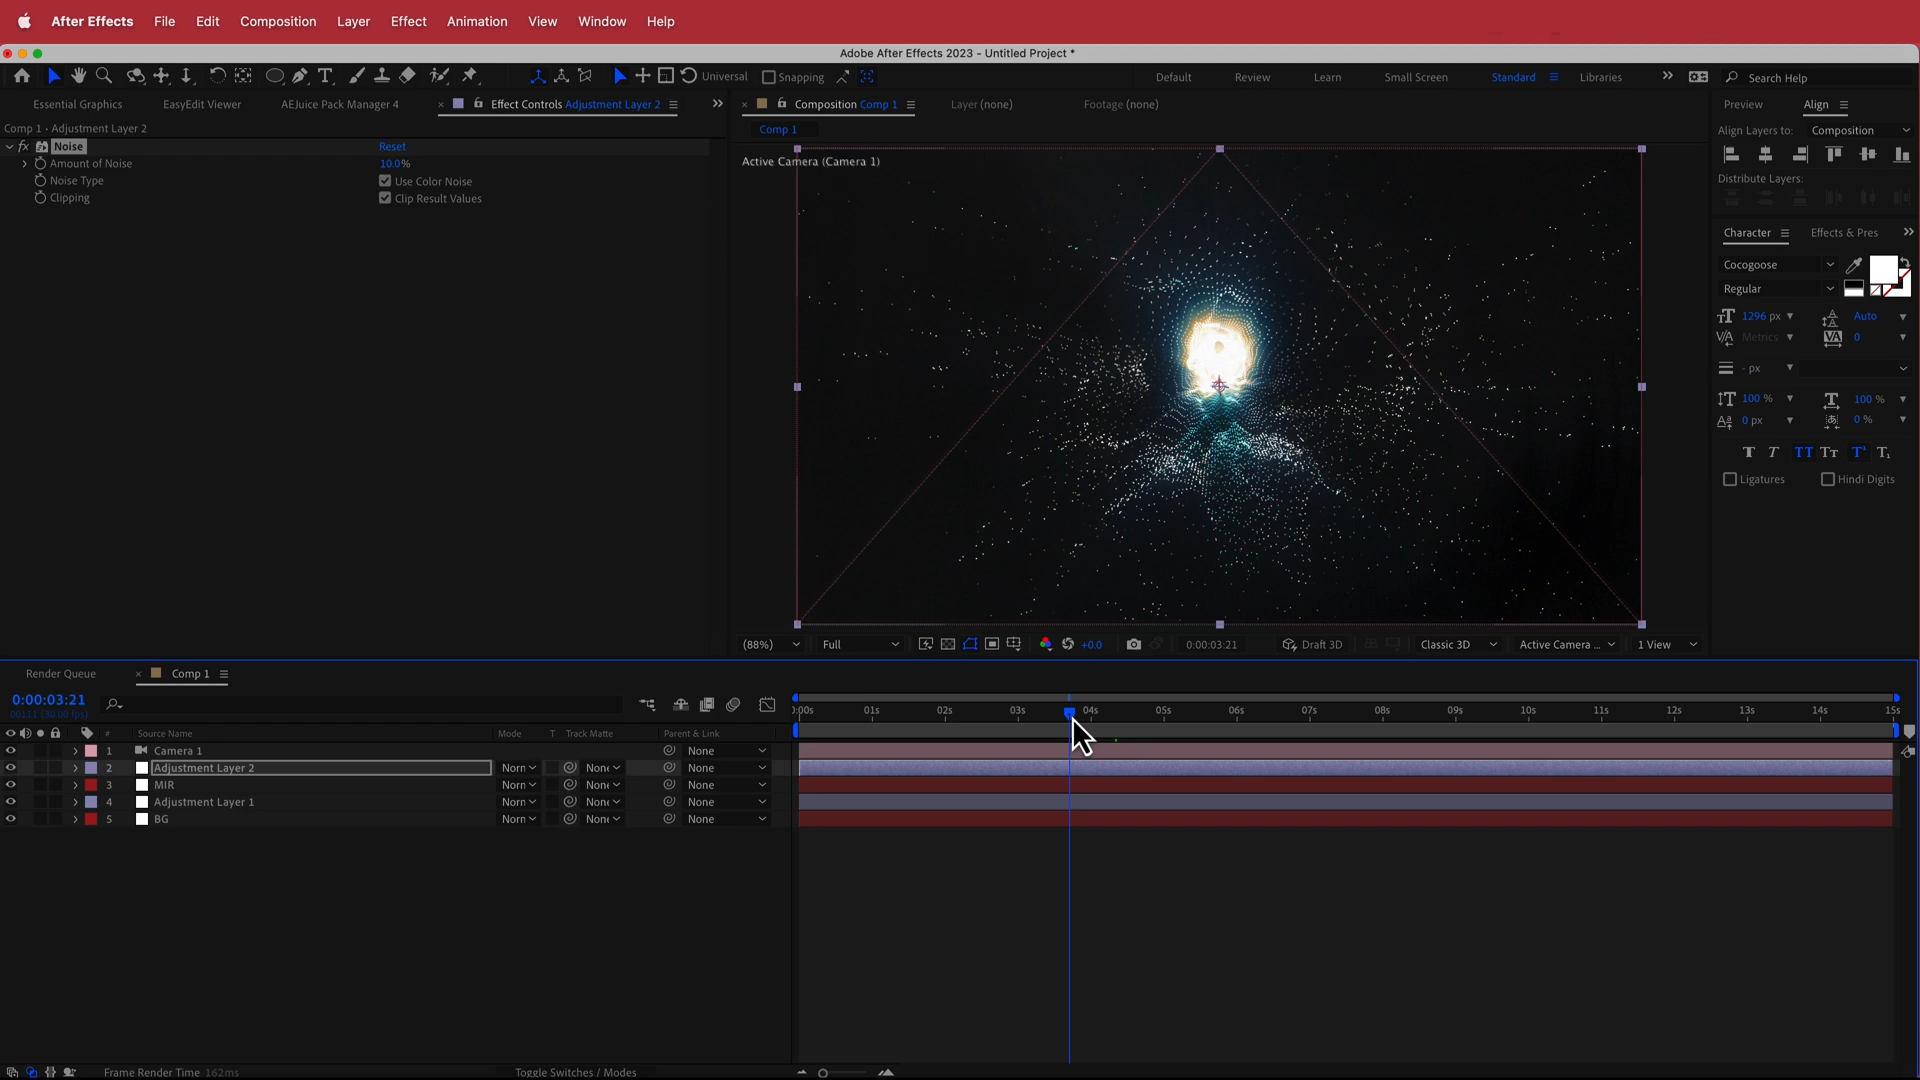 After Effects File Edit Composition Layer Effect Animation View Window Help
Adobe After Effects 2023 - Untitled Project *
Universal Snapping Default Review Learn Small Screen Standard Libraries Search Help
Essential Graphics EasyEdit Viewer AEJuice Pack Manager 4 Effect Controls Adjustment Layer 2
Composition Comp 1 Layer (none) Footage (none)
Preview Align
Comp 1 • Adjustment Layer 2
Comp 1
Align Layers to: Composition
fx Noise Reset
Amount of Noise 10.0%
Noise Type Use Color Noise
Clipping Clip Result Values
Active Camera (Camera 1)
Distribute Layers:
Character Effects & Pres
Cocogoose
Regular
1296 px Auto
Metrics 0
- px
100 % 100 %
0 px 0 %
Ligatures Hindi Digits
(88%) Full +0.0 0:00:03:21 Draft 3D Classic 3D Active Camera ... 1 View
Render Queue Comp 1
0:00:03:21
00111 (30.00 fps)
:00s 01s 02s 03s 04s 05s 06s 07s 08s 09s 10s 11s 12s 13s 14s 15s
# Source Name Mode T Track Matte Parent & Link
1 Camera 1 None
2 Adjustment Layer 2 Norn None None
3 MIR Norn None None
4 Adjustment Layer 1 Norn None None
5 BG Norn None None
Frame Render Time 162ms Toggle Switches / Modes